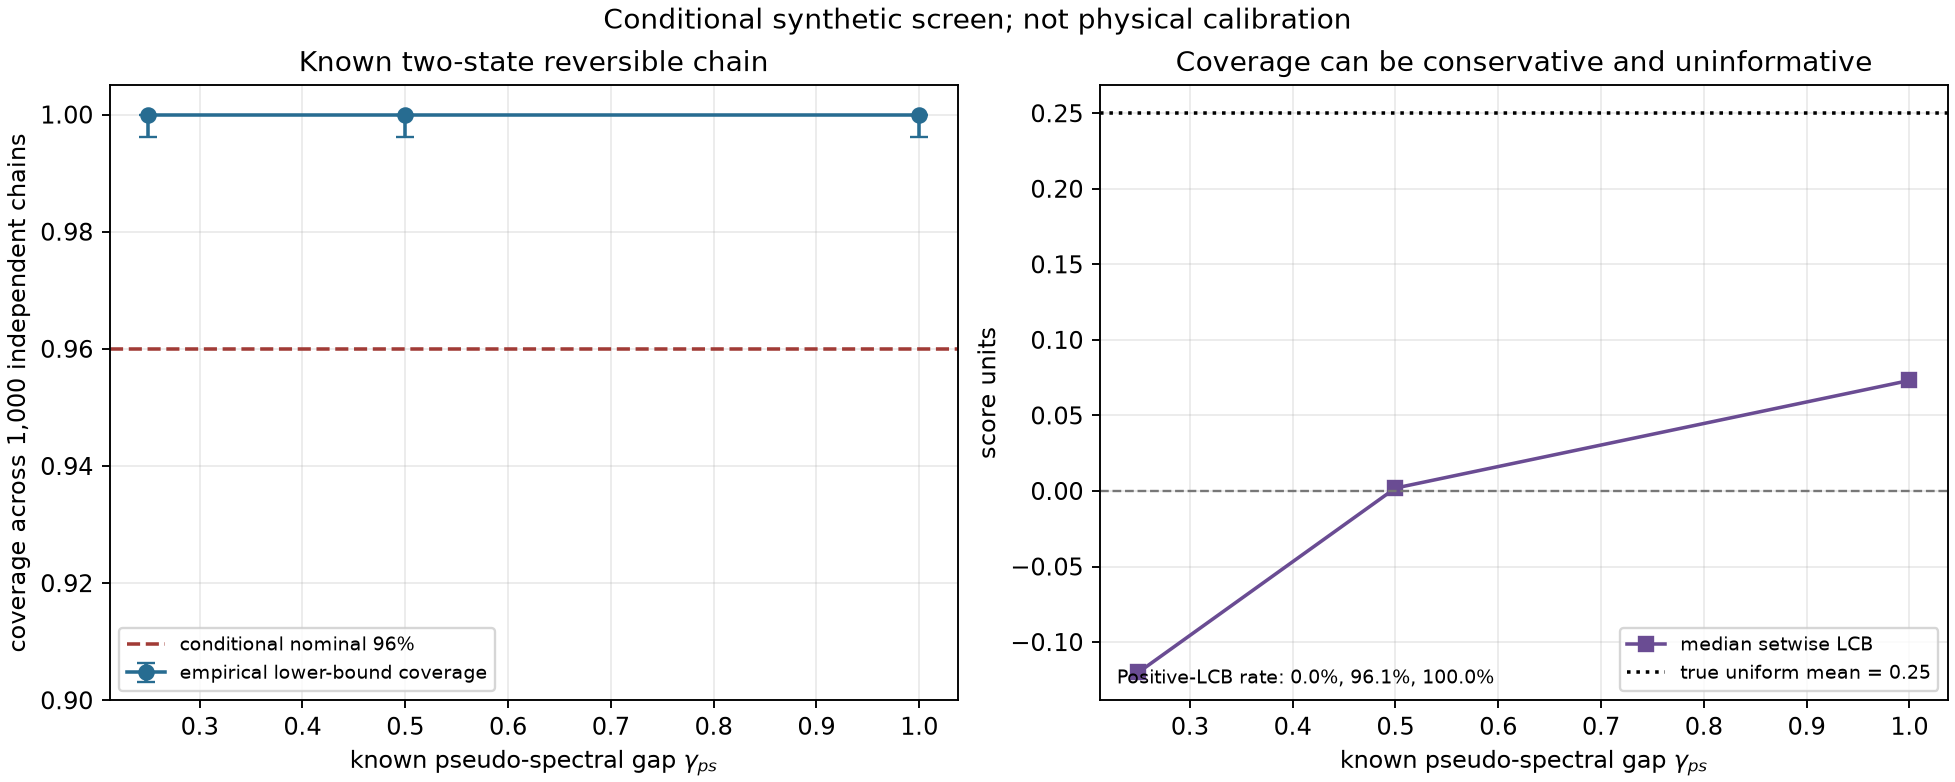 Conditional synthetic screen; not physical calibration
Known two-state reversible chain
coverage across 1,000 independent chains
1.00
0.98
0.96
0.94
0.92
0.90
0.3
0.4
0.5
0.6
0.7
0.8
0.9
1.0
known pseudo-spectral gap γps
conditional nominal 96%
empirical lower-bound coverage
Coverage can be conservative and uninformative
score units
0.25
0.20
0.15
0.10
0.05
0.00
−0.05
−0.10
0.3
0.4
0.5
0.6
0.7
0.8
0.9
1.0
known pseudo-spectral gap γps
Positive-LCB rate: 0.0%, 96.1%, 100.0%
median setwise LCB
true uniform mean = 0.25